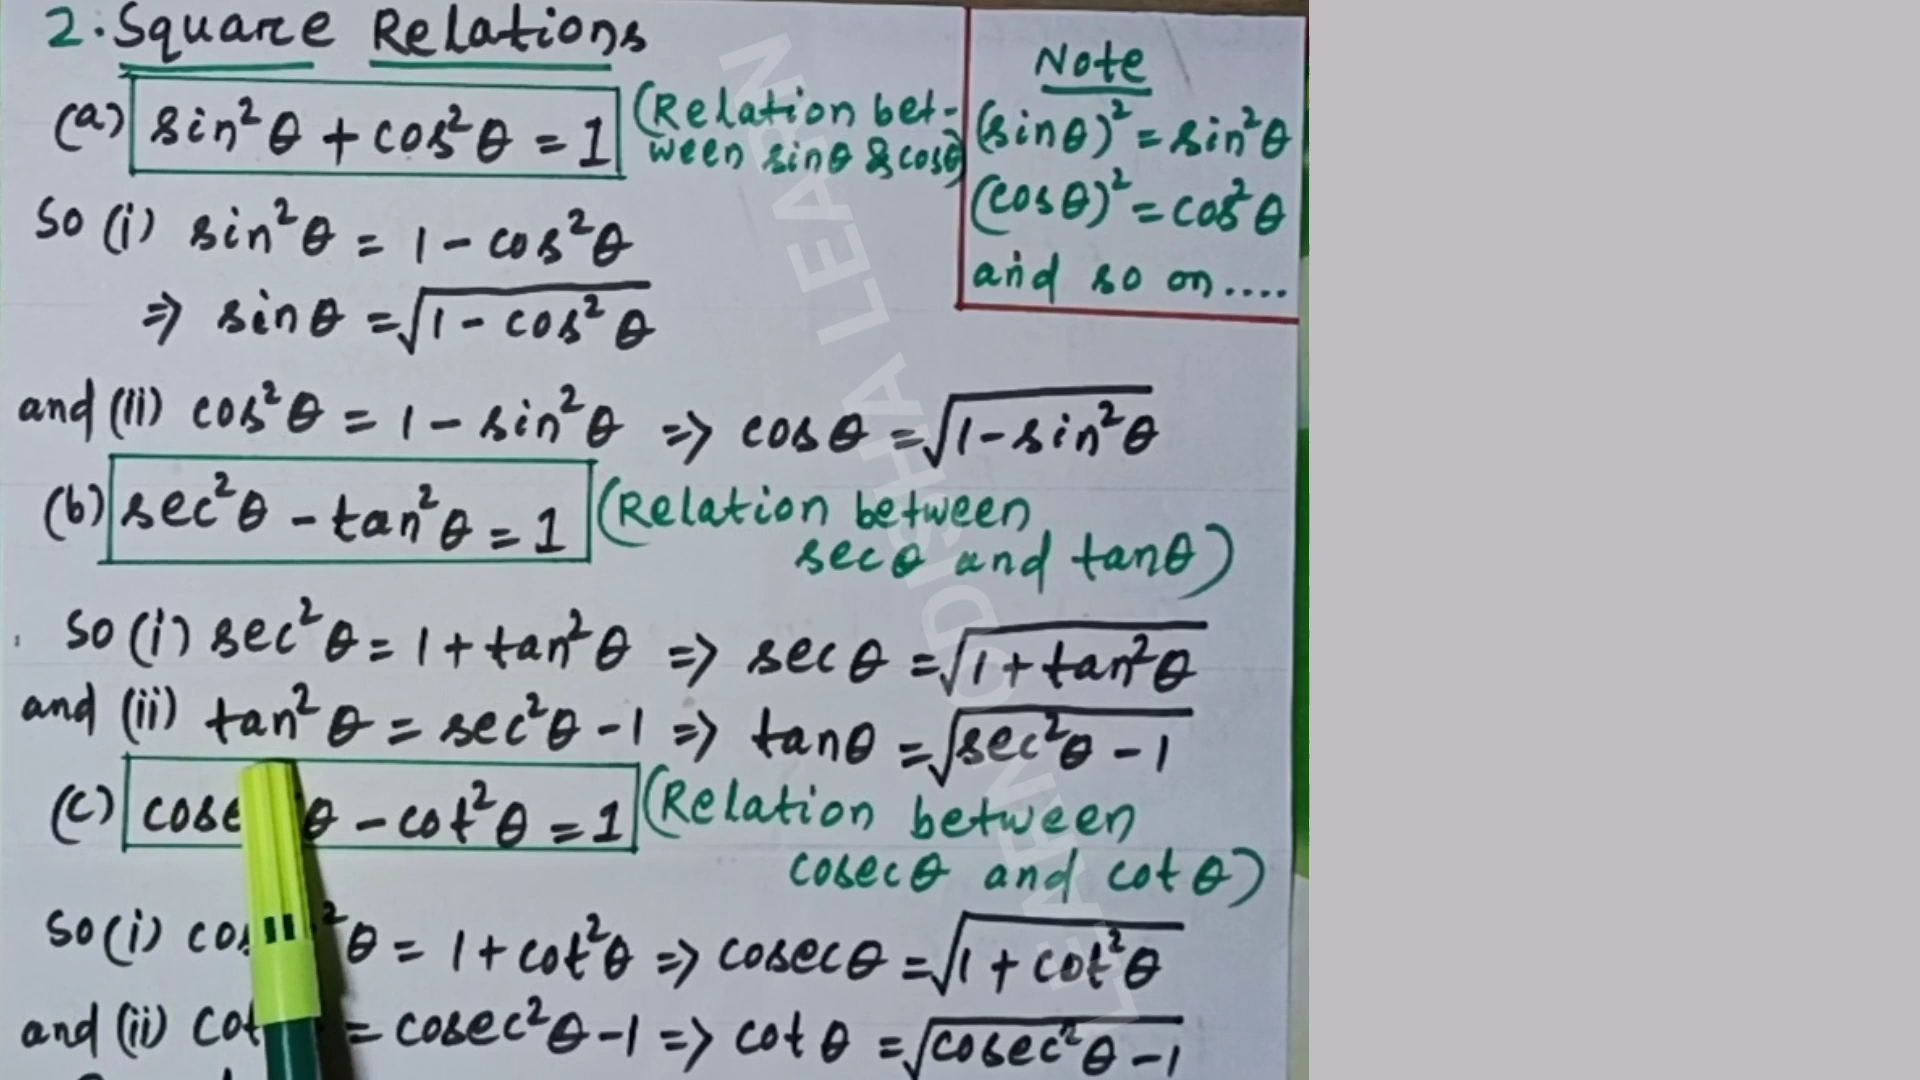 2. Square Relations
(a) sin²θ + cos²θ = 1 (Relation bet-
ween sinθ & cosθ)
Note
(sinθ)² = sin²θ
(cosθ)² = cos²θ
and so on....
So (i) sin²θ = 1 - cos²θ
⇒ sinθ = √(1 - cos²θ)
and (ii) cos²θ = 1 - sin²θ ⇒ cosθ = √(1 - sin²θ)
(b) sec²θ - tan²θ = 1 (Relation between
secθ and tanθ)
So (i) sec²θ = 1 + tan²θ ⇒ secθ = √(1 + tan²θ)
and (ii) tan²θ = sec²θ - 1 ⇒ tanθ = √(sec²θ - 1)
(c) θ - cot²θ = 1 (Relation between
cosecθ and cotθ)
So (i) ²θ = 1 + cot²θ ⇒ cosecθ = √(1 + cot²θ)
and (ii) cot = cosec²θ - 1 ⇒ cotθ = √(cosec²θ - 1)
LEARN ODISHA LEARN